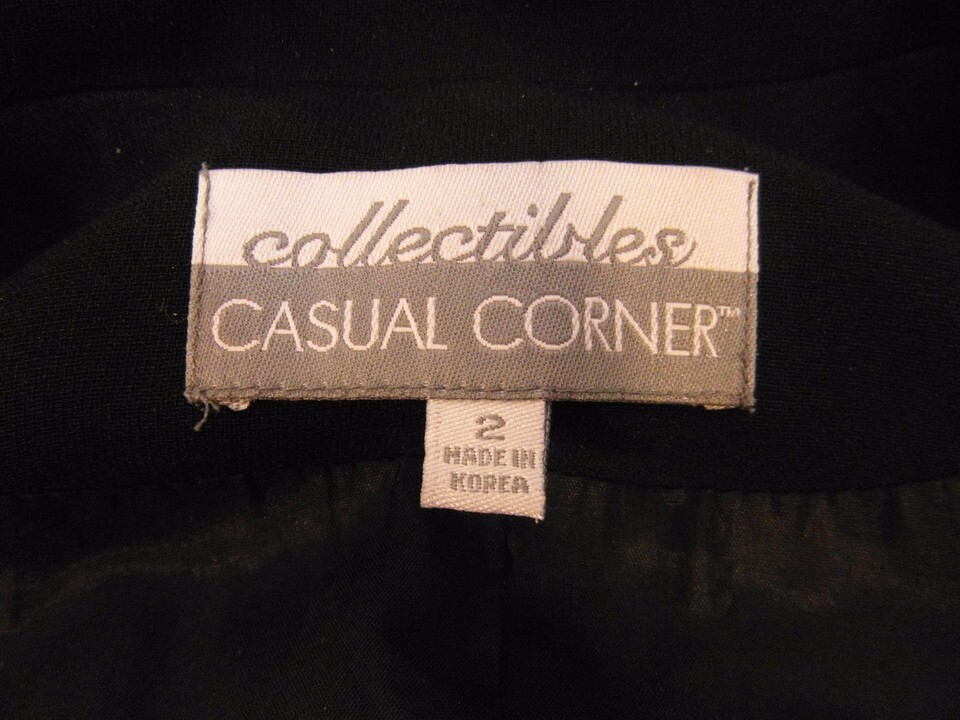 collectibles
CASUAL CORNER™
2
MADE IN
KOREA